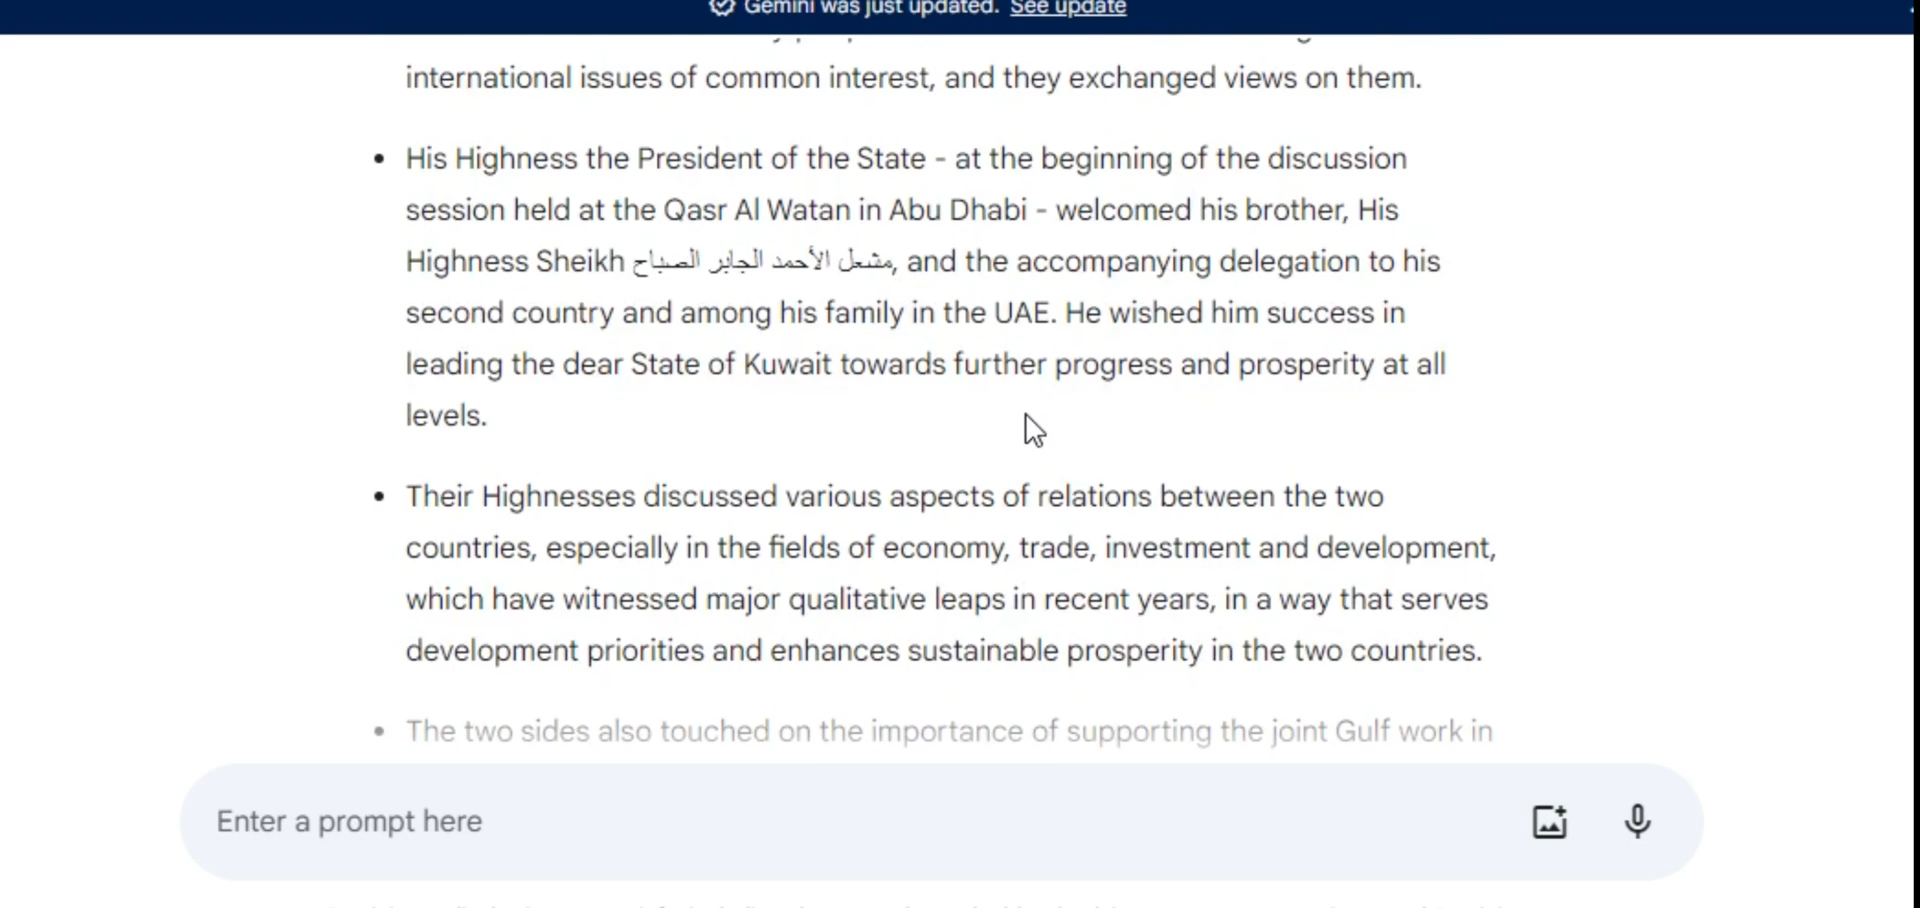 Gemini was just updated. See update
international issues of common interest, and they exchanged views on them.
• His Highness the President of the State - at the beginning of the discussion
session held at the Qasr Al Watan in Abu Dhabi - welcomed his brother, His
Highness Sheikh مشعل الأحمد الجابر الصباح, and the accompanying delegation to his
second country and among his family in the UAE. He wished him success in
leading the dear State of Kuwait towards further progress and prosperity at all
levels.
• Their Highnesses discussed various aspects of relations between the two
countries, especially in the fields of economy, trade, investment and development,
which have witnessed major qualitative leaps in recent years, in a way that serves
development priorities and enhances sustainable prosperity in the two countries.
• The two sides also touched on the importance of supporting the joint Gulf work in
Enter a prompt here